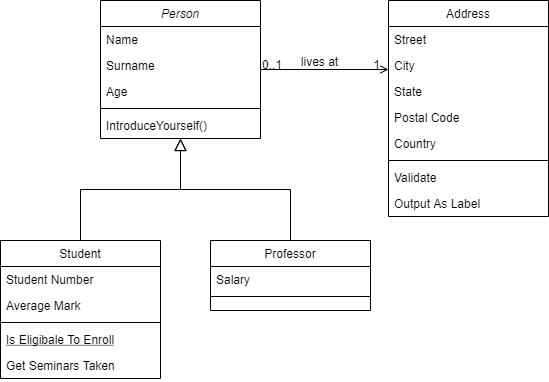 Person
Name
Surname
Age
IntroduceYourself()
0..1
lives at
1
Address
Street
City
State
Postal Code
Country
Validate
Output As Label
Student
Student Number
Average Mark
Is Eligibale To Enroll
Get Seminars Taken
Professor
Salary